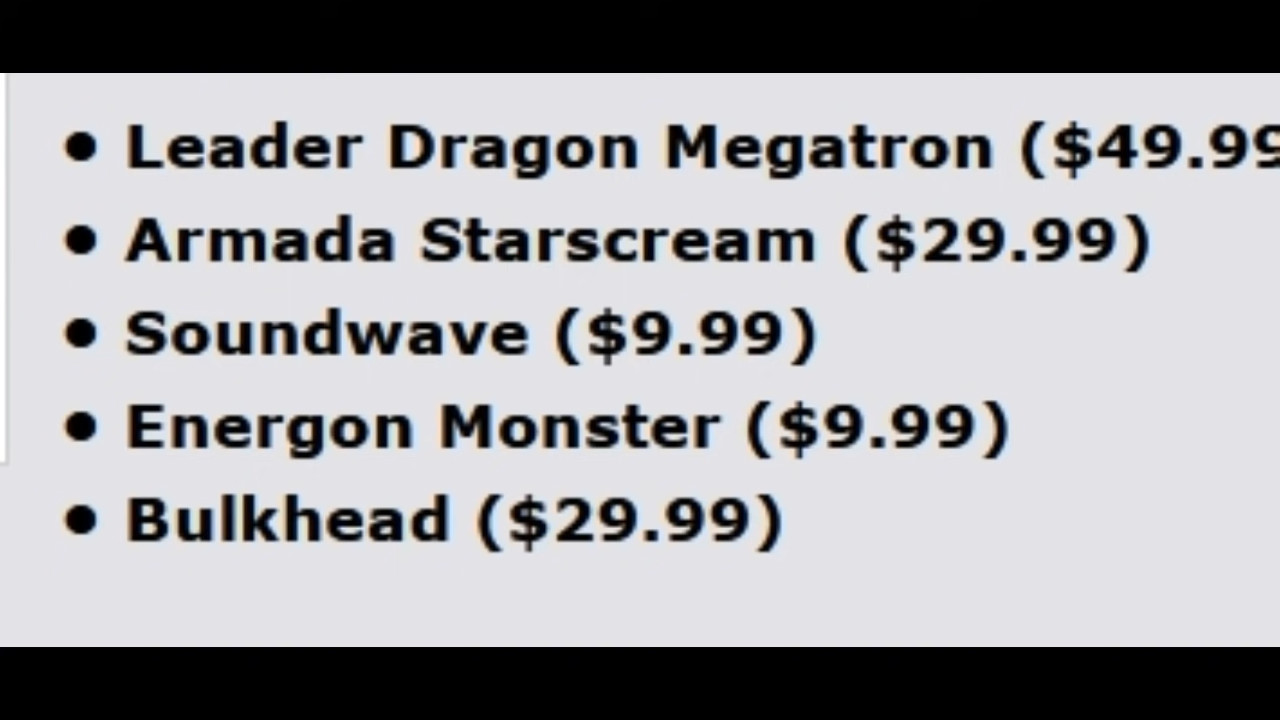 • Leader Dragon Megatron ($49.99
• Armada Starscream ($29.99)
• Soundwave ($9.99)
• Energon Monster ($9.99)
• Bulkhead ($29.99)